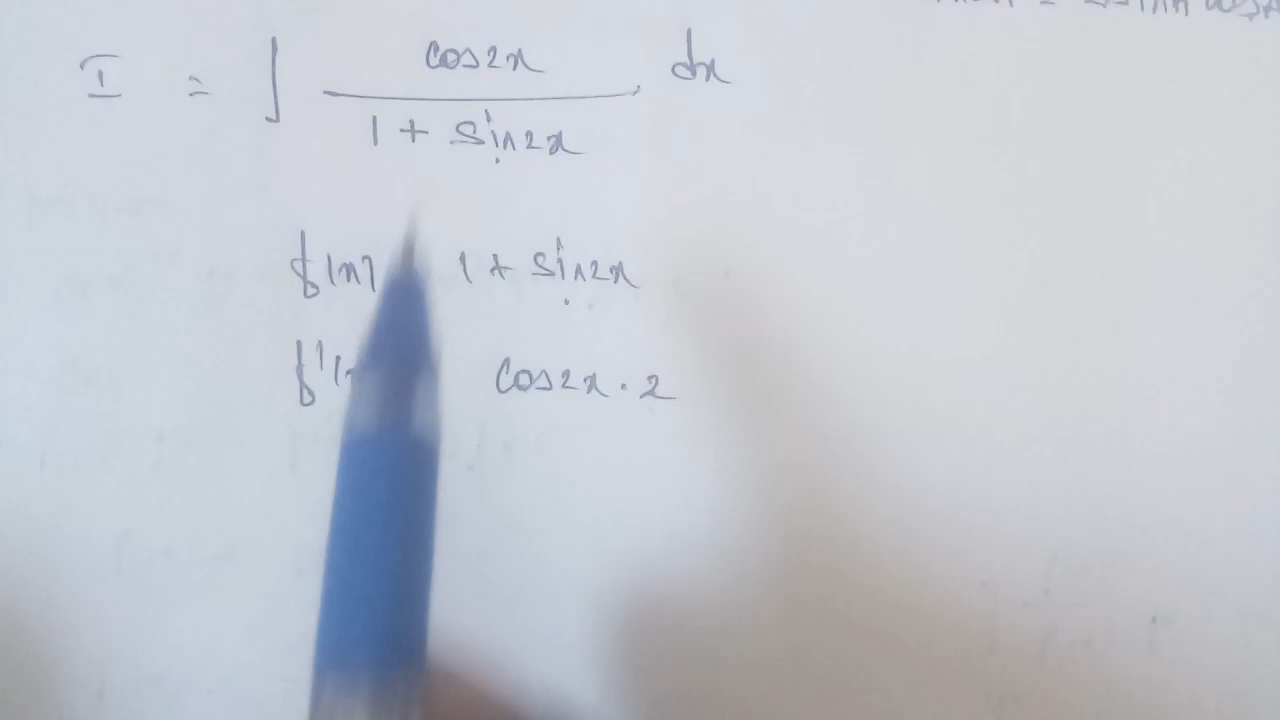 I = ∫ cos2x / 1 + sin2x dx
f(x) 1 + sin2x
f'(x cos2x . 2